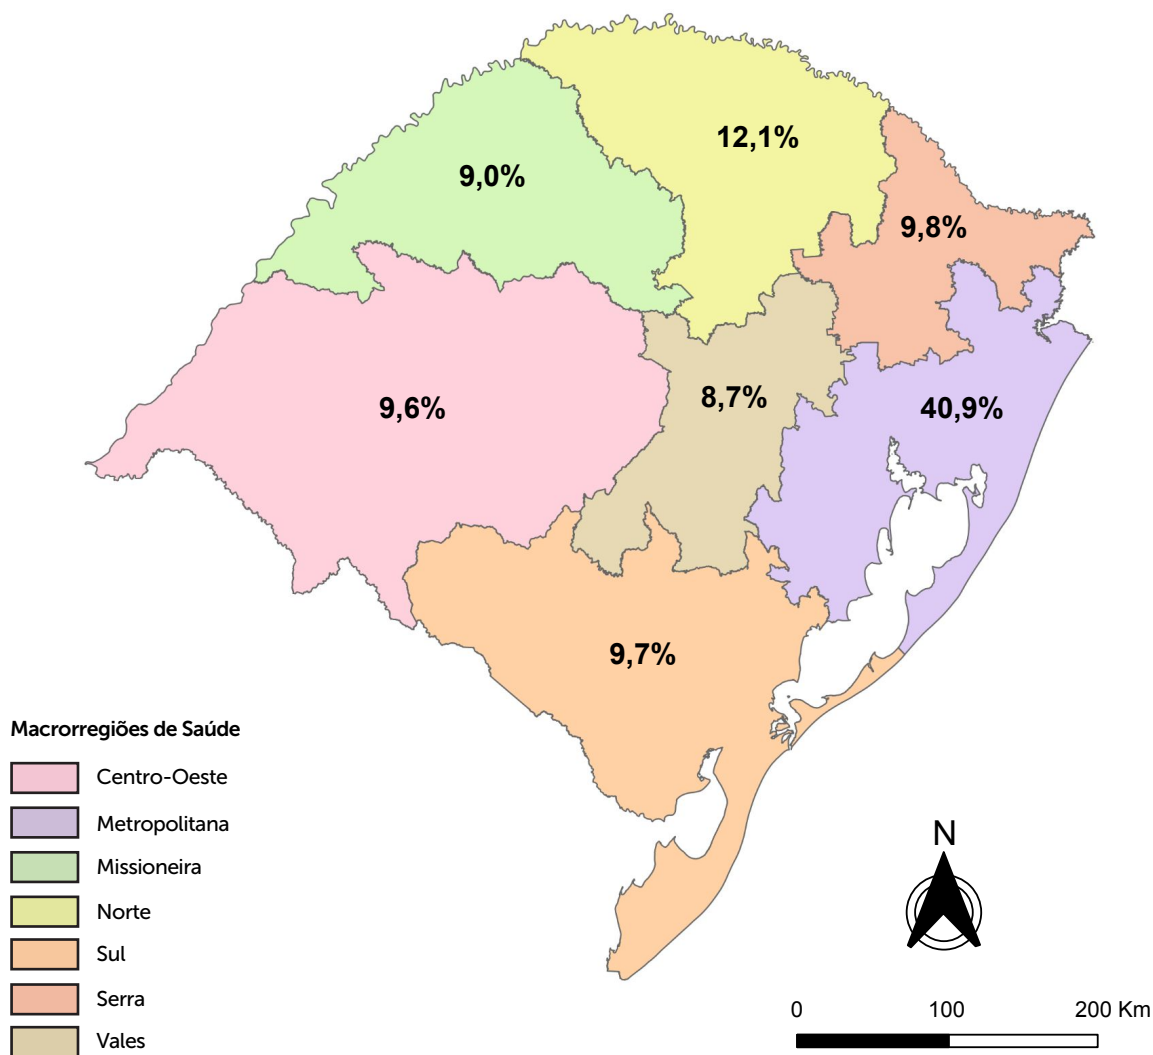 12,1%
9,0%
9,8%
9,6%
8,7%
40,9%
9,7%
Macrorregiões de Saúde
Centro-Oeste
Metropolitana
Missioneira
Norte
Sul
Serra
Vales
N
0 100 200 Km